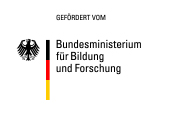 GEFÖRDERT VOM
Bundesministerium
für Bildung
und Forschung